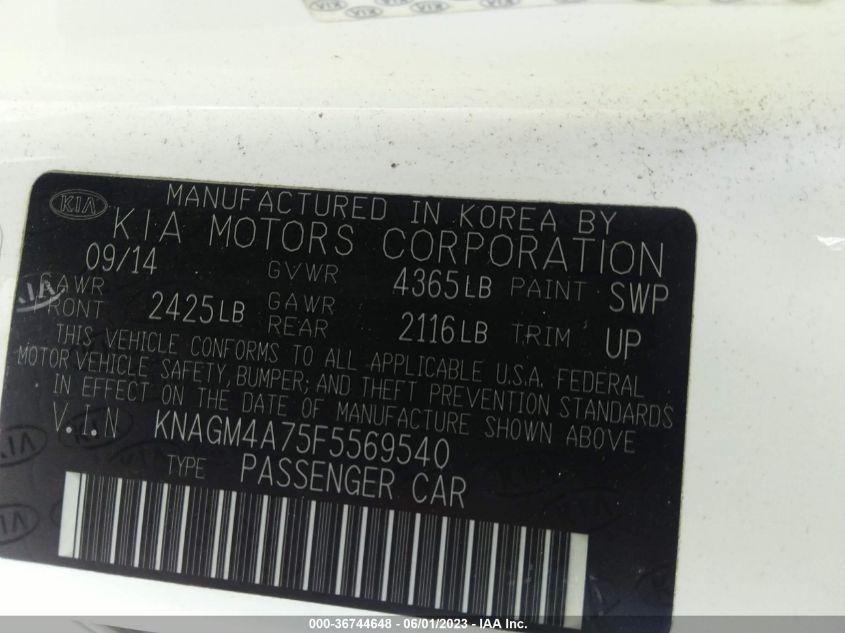 KIA
MANUFACTURED IN KOREA BY
KIA MOTORS CORPORATION
09/14 GVWR 4365LB PAINT SWP
GAWR FRONT 2425LB GAWR REAR 2116LB TRIM UP
THIS VEHICLE CONFORMS TO ALL APPLICABLE U.S.A. FEDERAL
MOTOR VEHICLE SAFETY, BUMPER, AND THEFT PREVENTION STANDARDS
IN EFFECT ON THE DATE OF MANUFACTURE SHOWN ABOVE
V.I.N KNAGM4A75F5569540
TYPE PASSENGER CAR
000-36744648 - 06/01/2023 - IAA Inc.